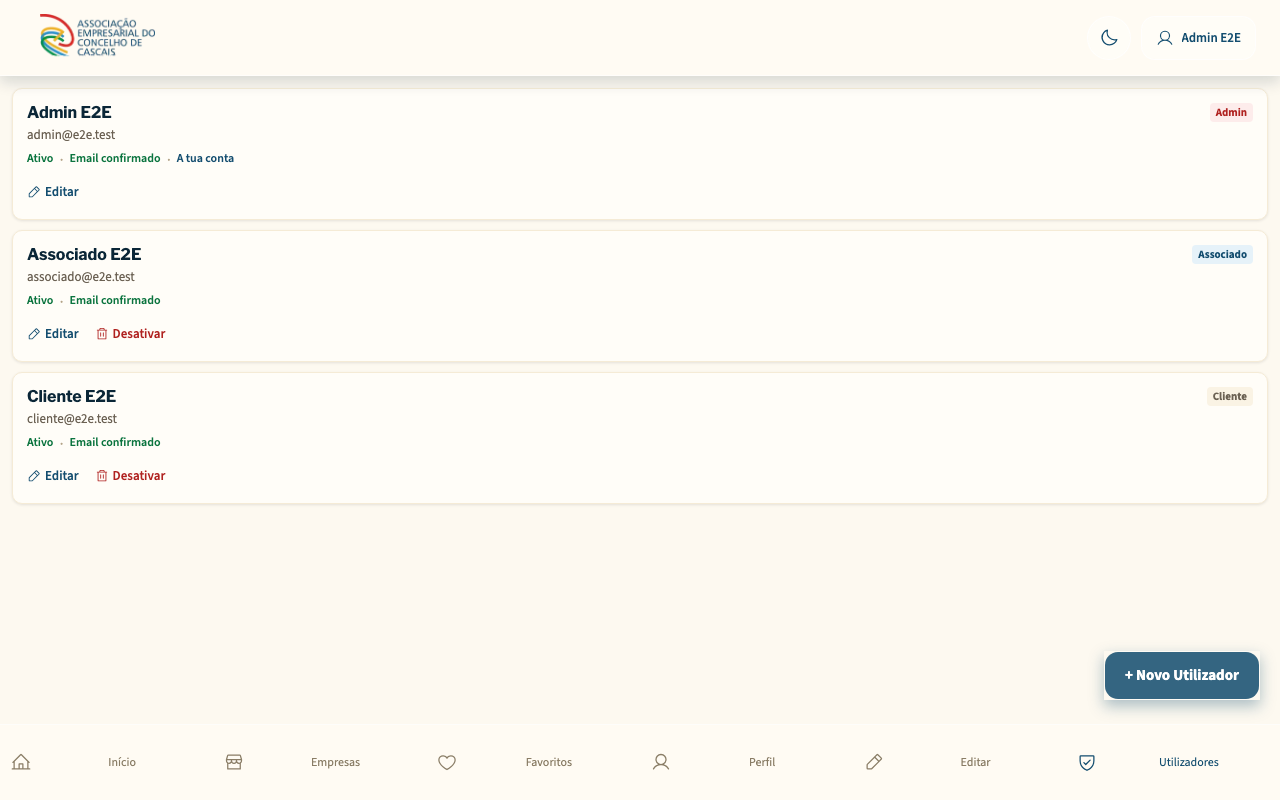 ASSOCIAÇÃO
EMPRESARIAL DO
CONCELHO DE
CASCAIS
Admin E2E
Admin E2E
Admin
admin@e2e.test
Ativo · Email confirmado · A tua conta
Editar
Associado E2E
Associado
associado@e2e.test
Ativo · Email confirmado
Editar Desativar
Cliente E2E
Cliente
cliente@e2e.test
Ativo · Email confirmado
Editar Desativar
+ Novo Utilizador
Início Empresas Favoritos Perfil Editar Utilizadores